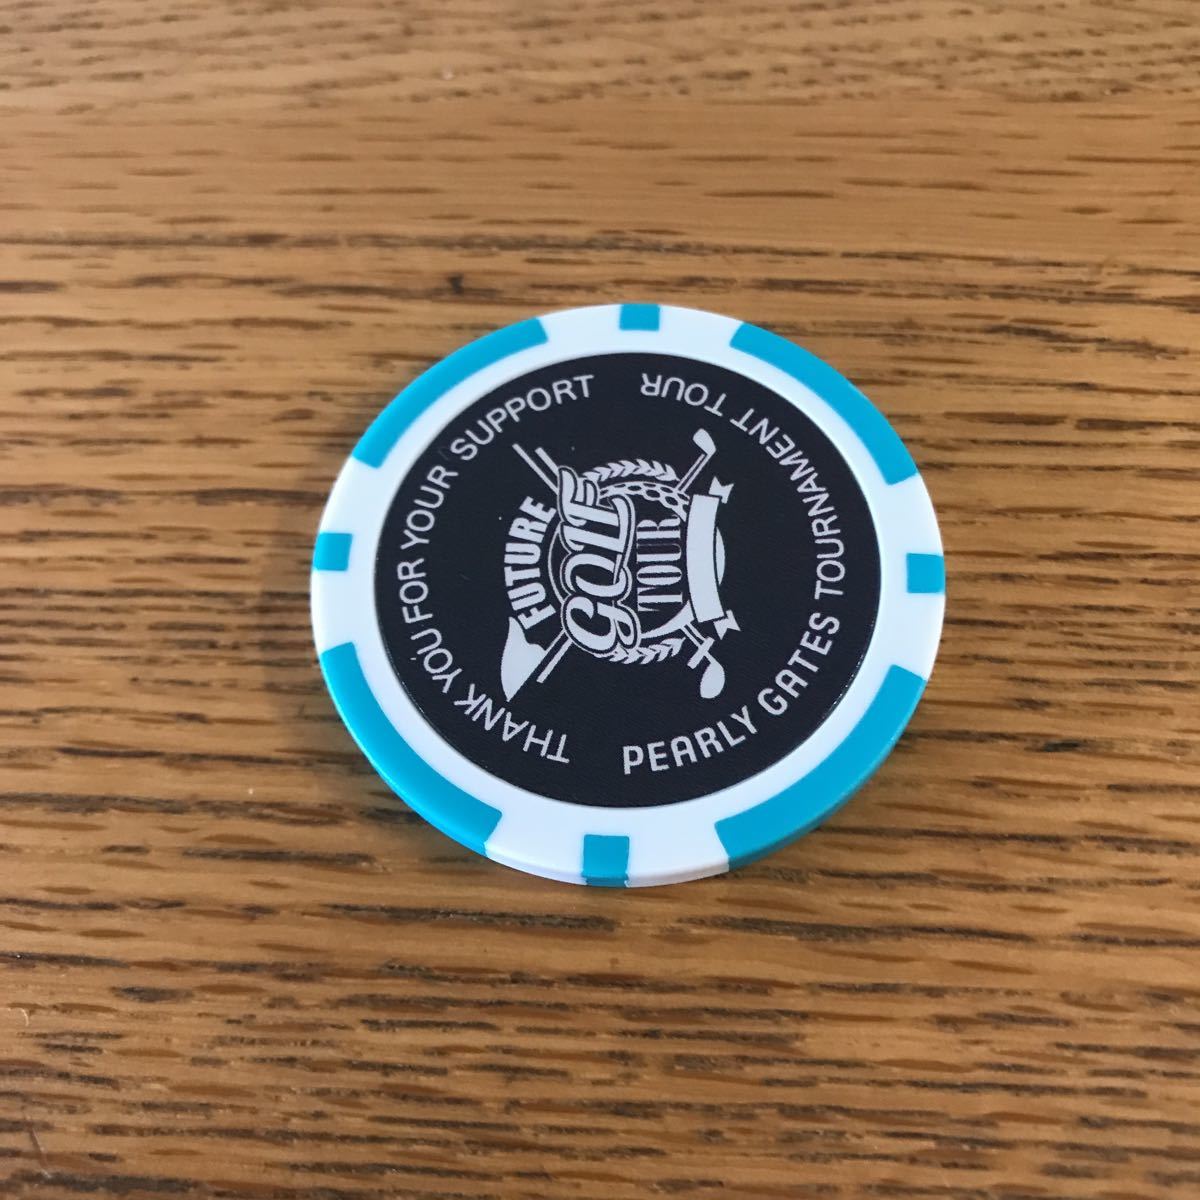 THANK YOU FOR YOUR SUPPORT
FUTURE
GOLF
TOUR
PEARLY GATES TOURNAMENT TOUR